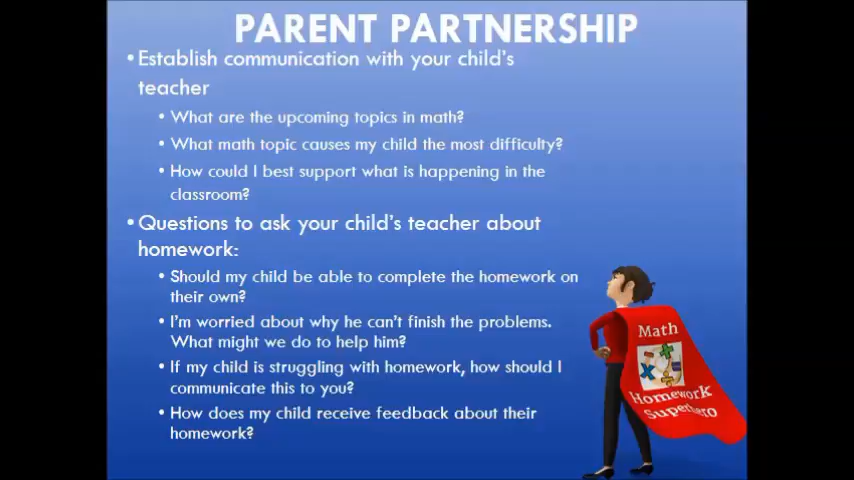 PARENT PARTNERSHIP
• Establish communication with your child's
teacher
• What are the upcoming topics in math?
• What math topic causes my child the most difficulty?
• How could I best support what is happening in the
classroom?
• Questions to ask your child's teacher about
homework:
• Should my child be able to complete the homework on
their own?
• I'm worried about why he can't finish the problems.
What might we do to help him?
• If my child is struggling with homework, how should I
communicate this to you?
• How does my child receive feedback about their
homework?
Math
Homework
Superhero